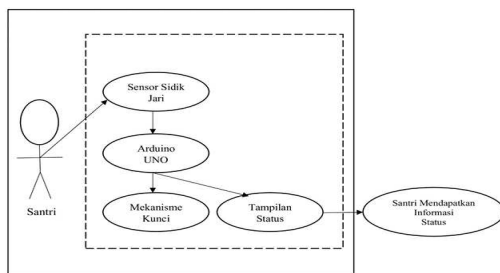 Sensor Sidik
Jari
Arduino
UNO
Mekanisme
Kunci
Tampilan
Status
Santri
Santri Mendapatkan
Informasi
Status